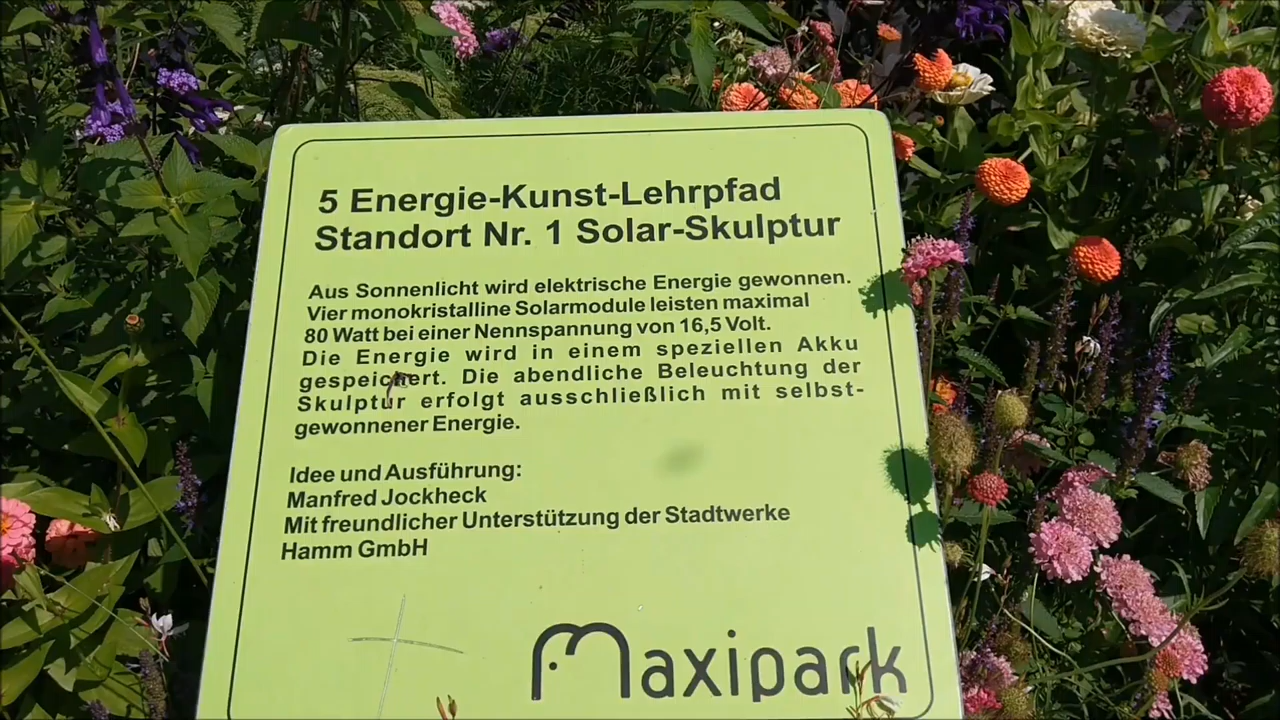 5 Energie-Kunst-Lehrpfad
Standort Nr. 1 Solar-Skulptur
Aus Sonnenlicht wird elektrische Energie gewonnen.
Vier monokristalline Solarmodule leisten maximal
80 Watt bei einer Nennspannung von 16,5 Volt.
Die Energie wird in einem speziellen Akku
gespeichert. Die abendliche Beleuchtung der
Skulptur erfolgt ausschließlich mit selbst-
gewonnener Energie.
Idee und Ausführung:
Manfred Jockheck
Mit freundlicher Unterstützung der Stadtwerke
Hamm GmbH
Maxipark